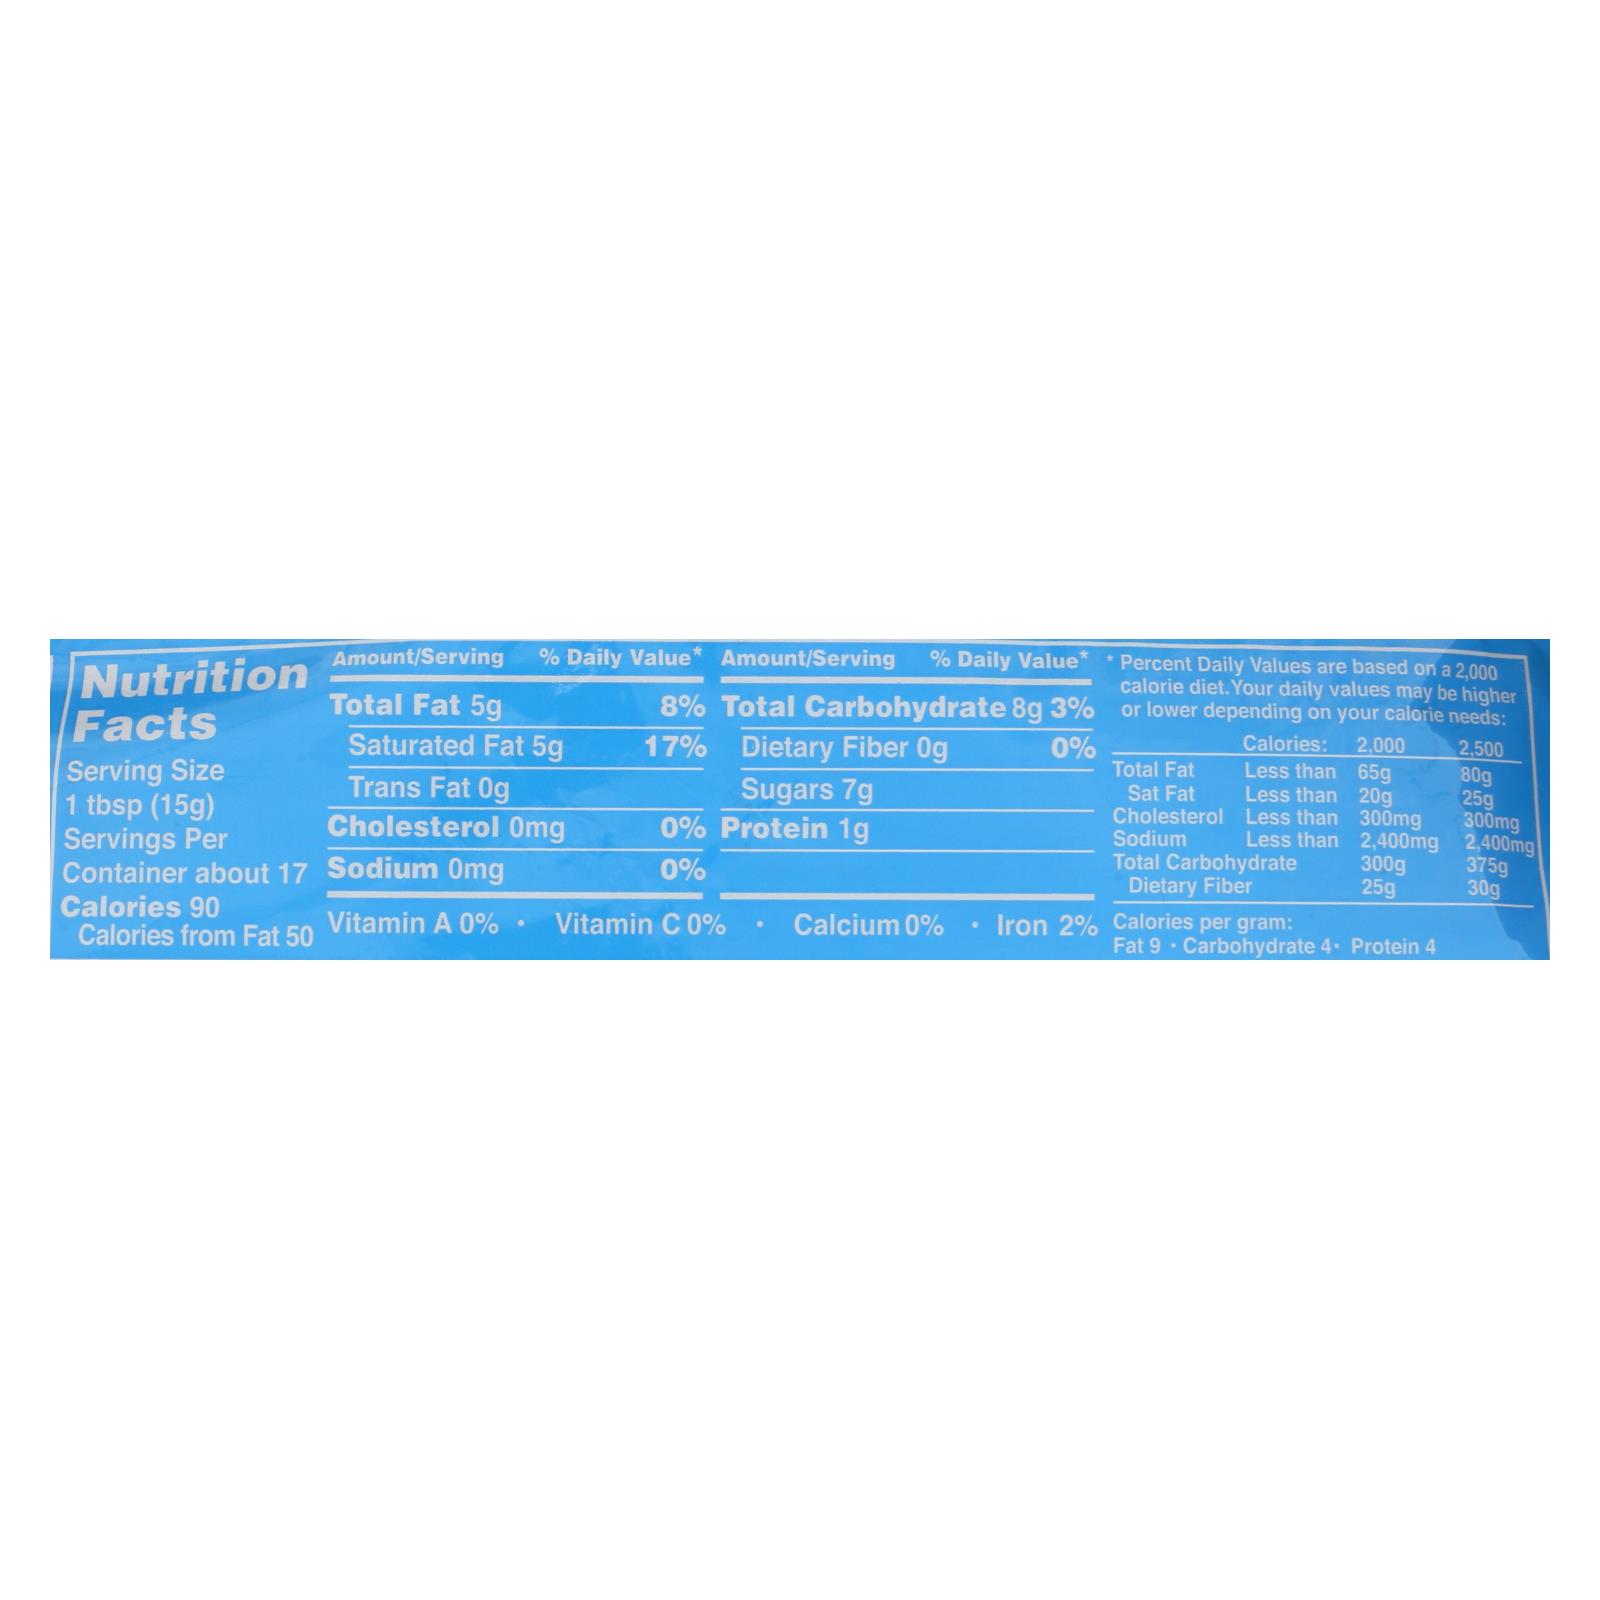 Nutrition
Facts
Serving Size
1 tbsp (15g)
Servings Per
Container about 17
Calories 90
Calories from Fat 50
Amount/Serving % Daily Value*
Total Fat 5g 8%
Saturated Fat 5g 17%
Trans Fat 0g
Cholesterol 0mg 0%
Sodium 0mg 0%
Amount/Serving % Daily Value*
Total Carbohydrate 8g 3%
Dietary Fiber 0g 0%
Sugars 7g
Protein 1g
Vitamin A 0% • Vitamin C 0% • Calcium 0% • Iron 2%
* Percent Daily Values are based on a 2,000
calorie diet. Your daily values may be higher
or lower depending on your calorie needs:
Calories: 2,000 2,500
Total Fat Less than 65g 80g
Sat Fat Less than 20g 25g
Cholesterol Less than 300mg 300mg
Sodium Less than 2,400mg 2,400mg
Total Carbohydrate 300g 375g
Dietary Fiber 25g 30g
Calories per gram:
Fat 9 • Carbohydrate 4 • Protein 4